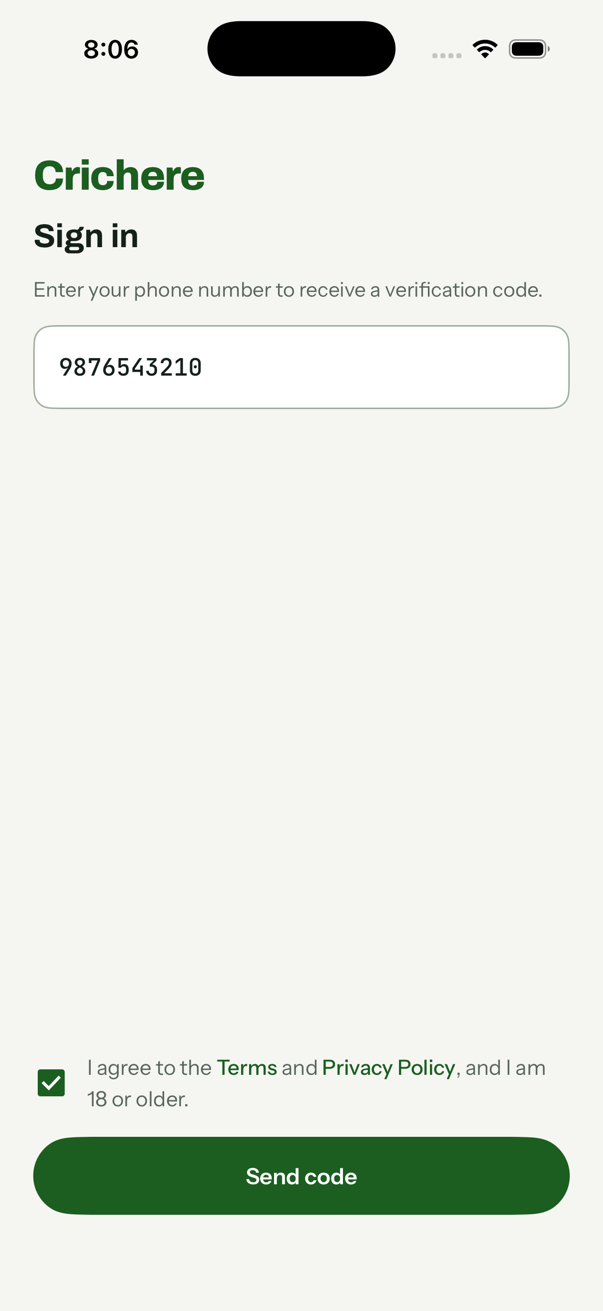 8:06
Crichere
Sign in
Enter your phone number to receive a verification code.
9876543210
I agree to the Terms and Privacy Policy, and I am
18 or older.
Send code